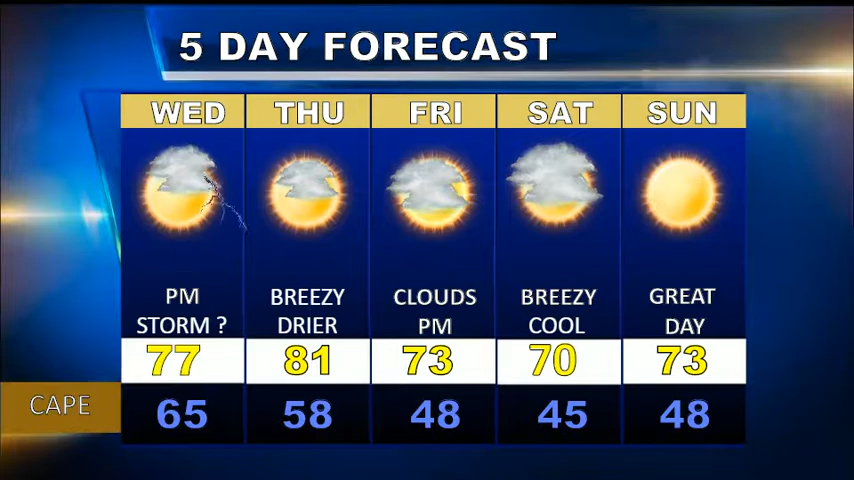 5 DAY FORECAST
WED THU FRI SAT SUN
PM BREEZY CLOUDS BREEZY GREAT
STORM ? DRIER PM COOL DAY
77 81 73 70 73
CAPE 65 58 48 45 48